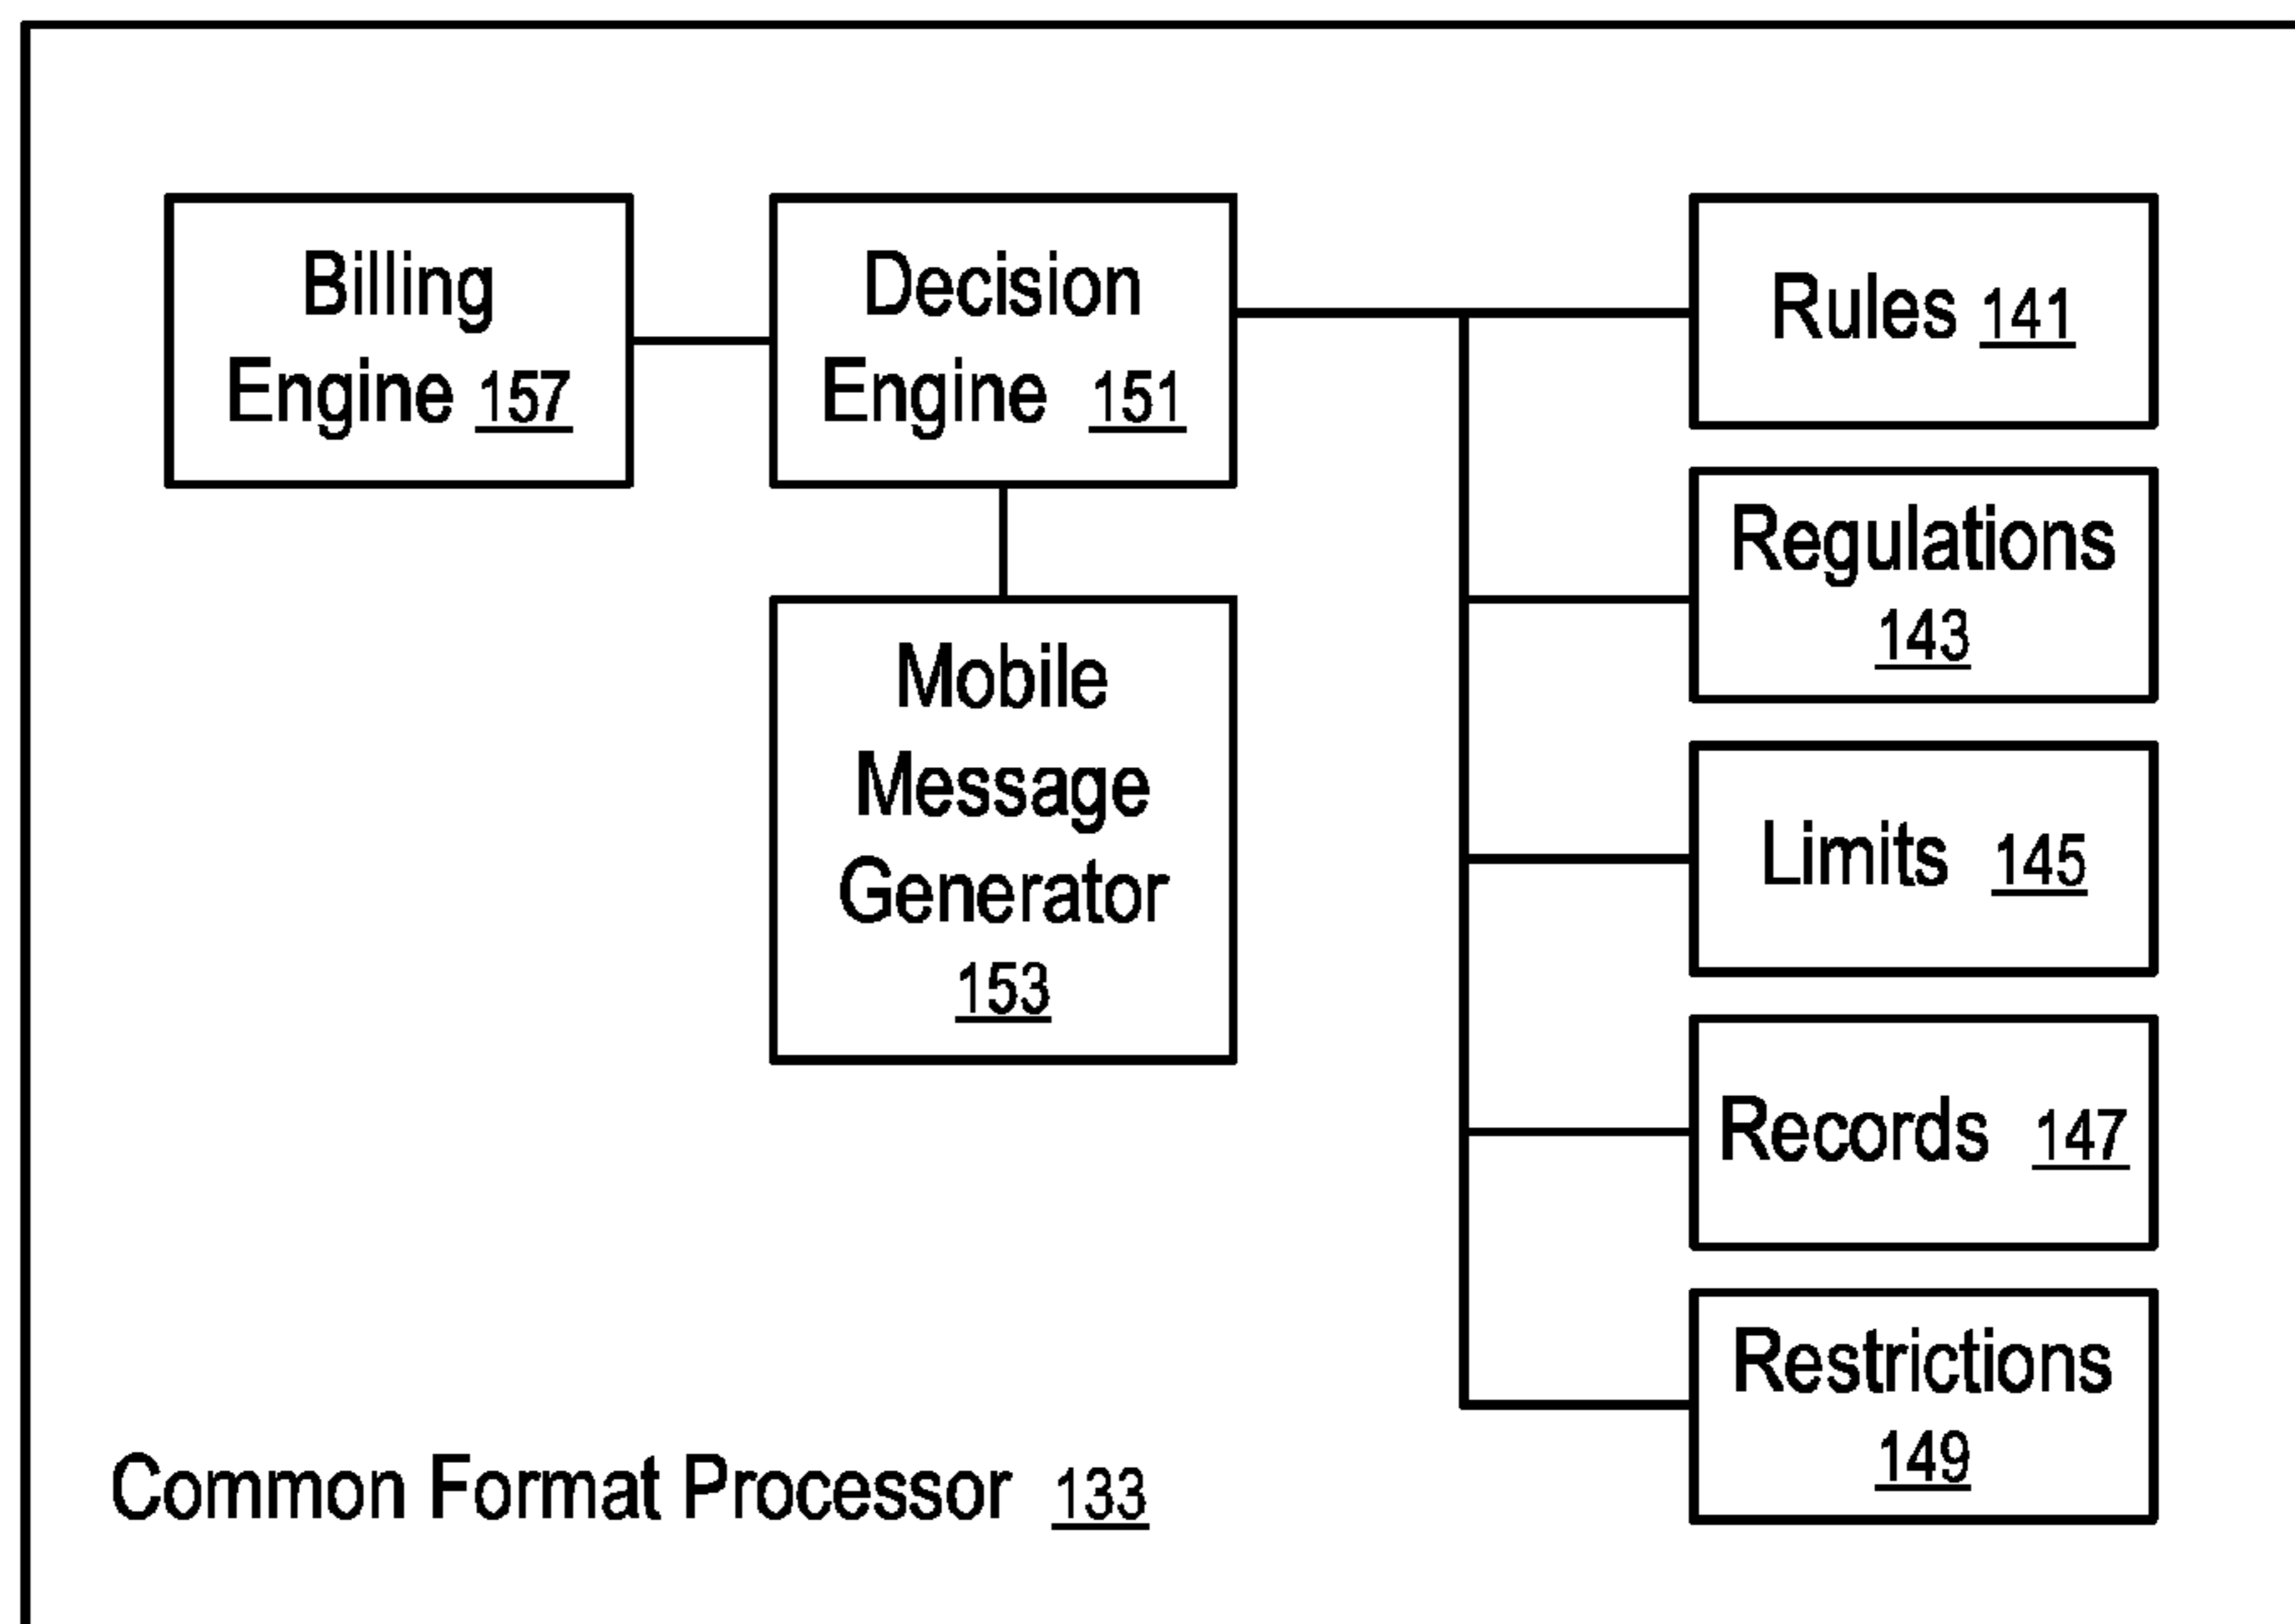 Billing
Engine 157
Decision
Engine 151
Mobile
Message
Generator
153
Rules 141
Regulations
143
Limits 145
Records 147
Restrictions
149
Common Format Processor 133